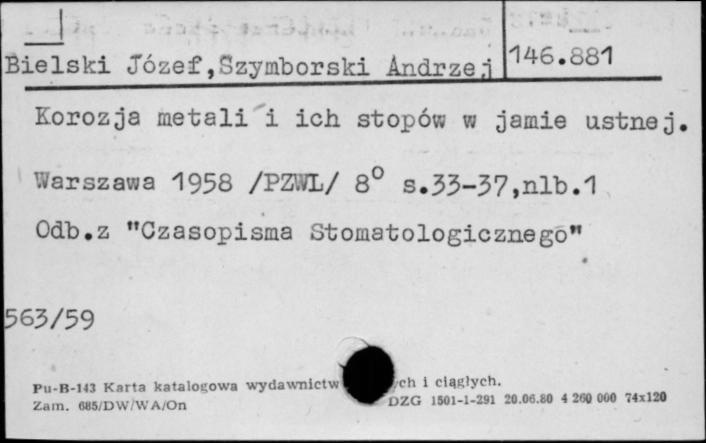 Bielski Józef,Szymborski Andrzej
146.881
Korozja metali i ich stopów w jamie ustnej.
Warszawa 1958 /PZWL/ 8° s.33-37,nlb.1
Odb.z "Czasopisma Stomatologicznego"
563/59
Pu-B-143 Karta katalogowa wydawnictw ch i ciągłych.
Zam. 685/DW/WA/On DZG 1501-1-291 20.06.80 4 260 000 74x120